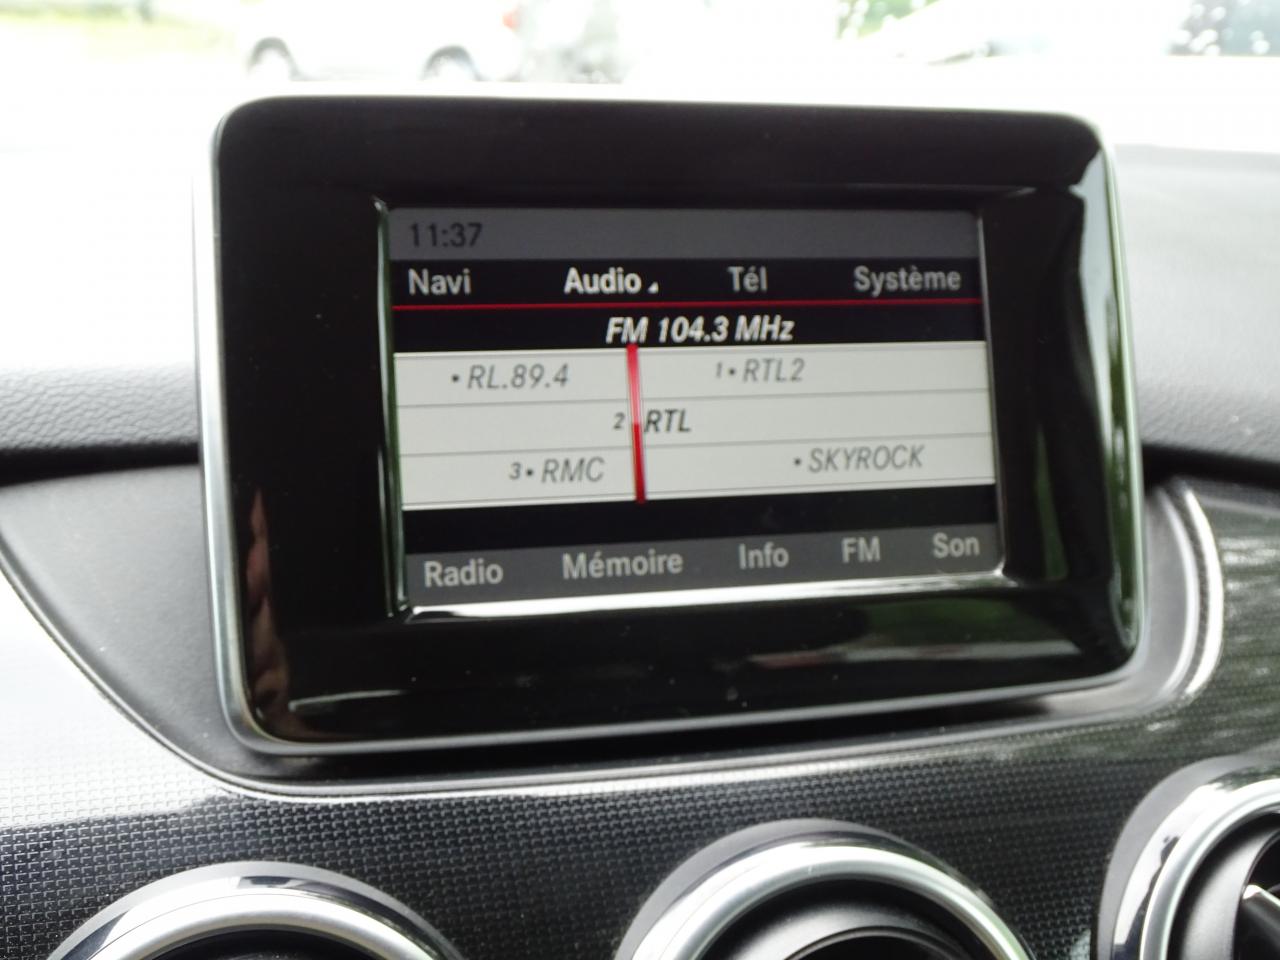 11:37
Navi Audio Tél Système
FM 104.3 MHz
•RL.89.4 1•RTL2
2 RTL
3•RMC •SKYROCK
Radio Mémoire Info FM Son